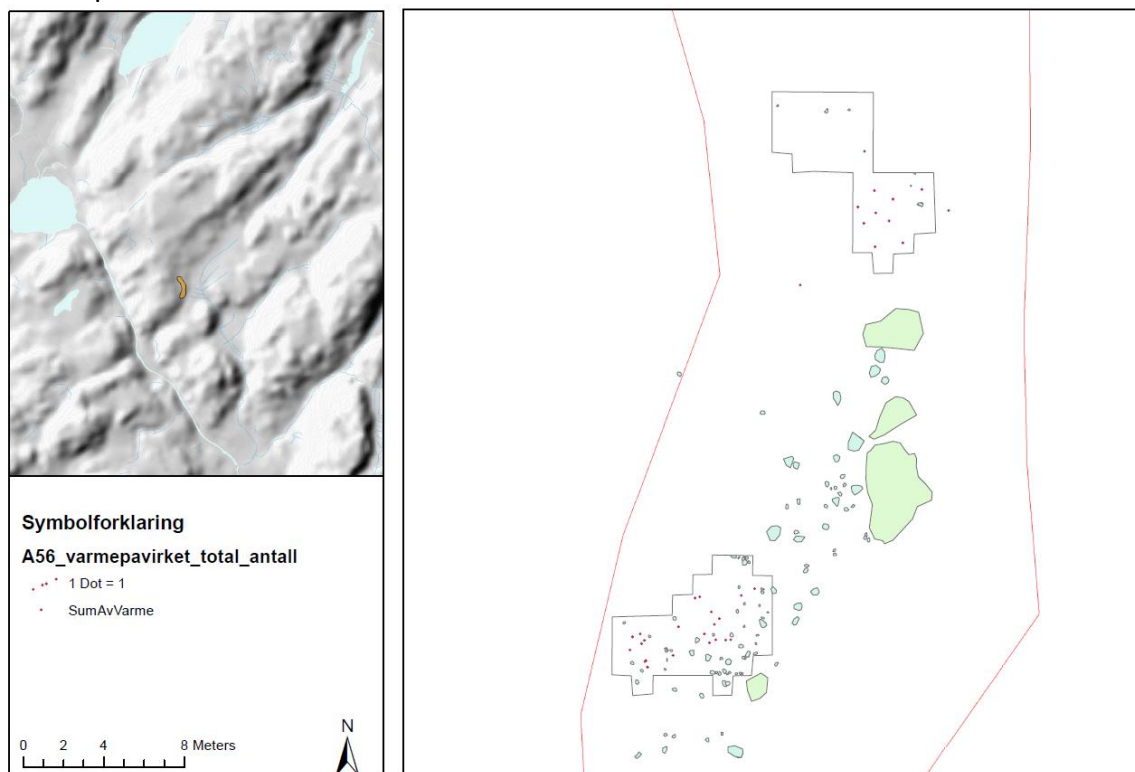 Symbolforklaring
A56_varmepavirket_total_antall
1 Dot = 1
SumAvVarme
N
0 2 4 8 Meters